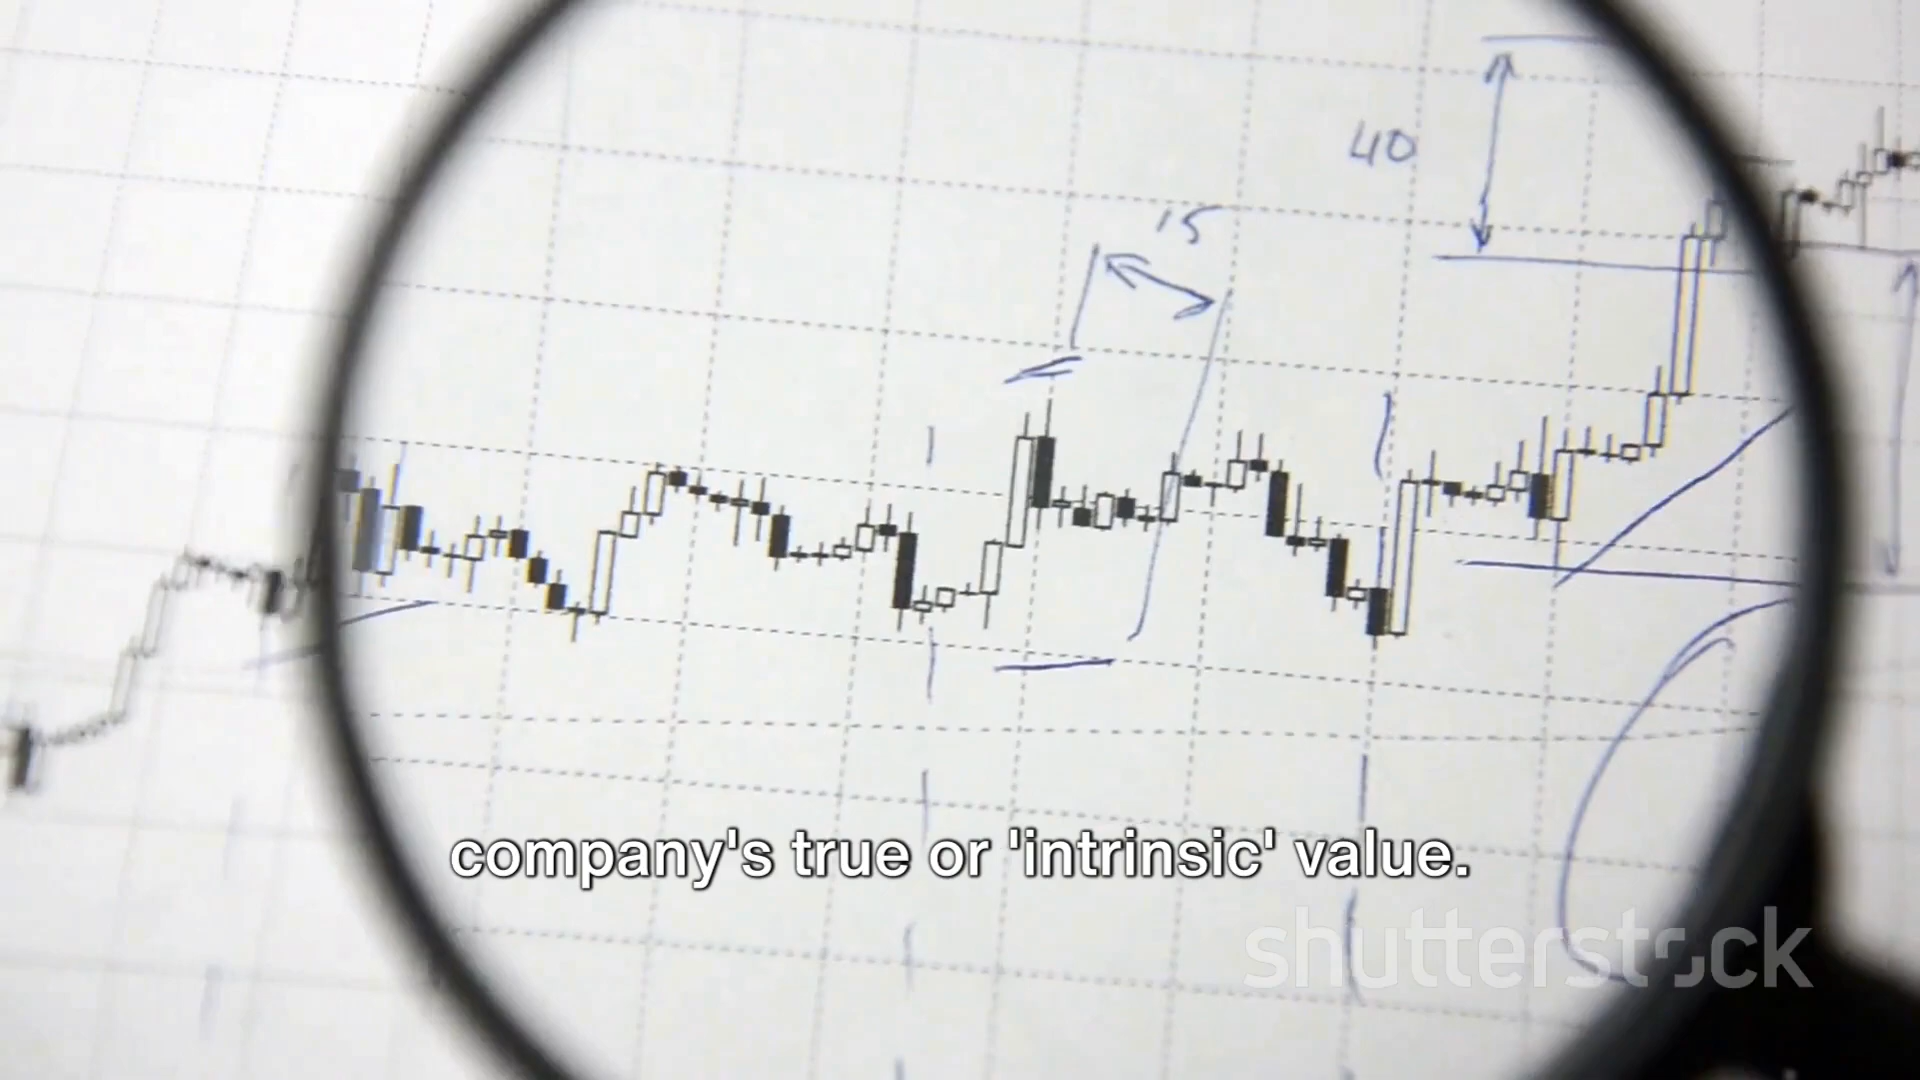 40
15
company's true or 'intrinsic' value.
shutterstock